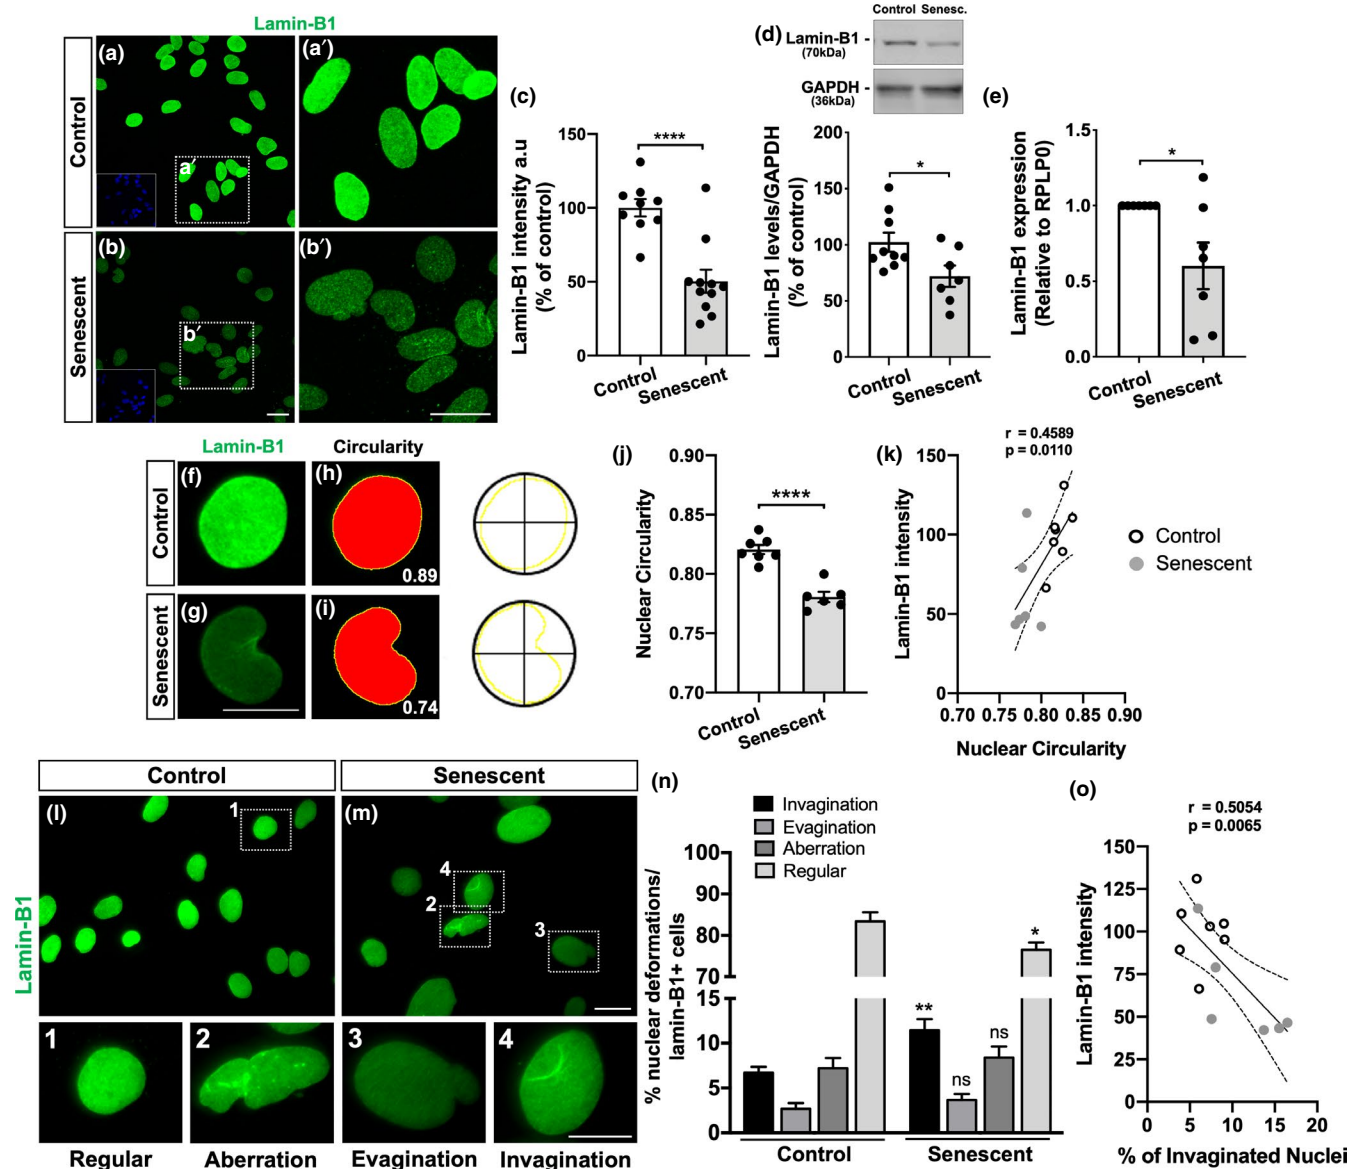 Lamin-B1
Control
(a)
a′
(a′)
Senescent
(b)
b′
(b′)
(c)
Lamin-B1 intensity a.u
(% of control)
150
100
50
0
****
Control
Senescent
(d)
Control Senesc.
Lamin-B1 -
(70kDa)
GAPDH -
(36kDa)
Lamin-B1 levels/GAPDH
(% of control)
200
150
100
50
0
*
Control
Senescent
(e)
Lamin-B1 expression
(Relative to RPLP0)
1.5
1.0
0.5
0.0
*
Control
Senescent
Lamin-B1
Circularity
Control
(f)
(h)
0.89
Senescent
(g)
(i)
0.74
(j)
Nuclear Circularity
0.90
0.85
0.80
0.75
0.70
****
Control
Senescent
(k)
r = 0.4589
p = 0.0110
Lamin-B1 intensity
150
100
50
0
0.70 0.75 0.80 0.85 0.90
Nuclear Circularity
Control
Senescent
Control
Senescent
Lamin-B1
(l)
1
(m)
4
2
3
1
2
3
4
Regular
Aberration
Evagination
Invagination
(n)
Invagination
Evagination
Aberration
Regular
% nuclear deformations/
lamin-B1+ cells
100
90
80
70
15
10
5
0
**
ns
ns
*
Control
Senescent
(o)
r = 0.5054
p = 0.0065
Lamin-B1 intensity
150
125
100
75
50
25
0
0 5 10 15 20
% of Invaginated Nuclei